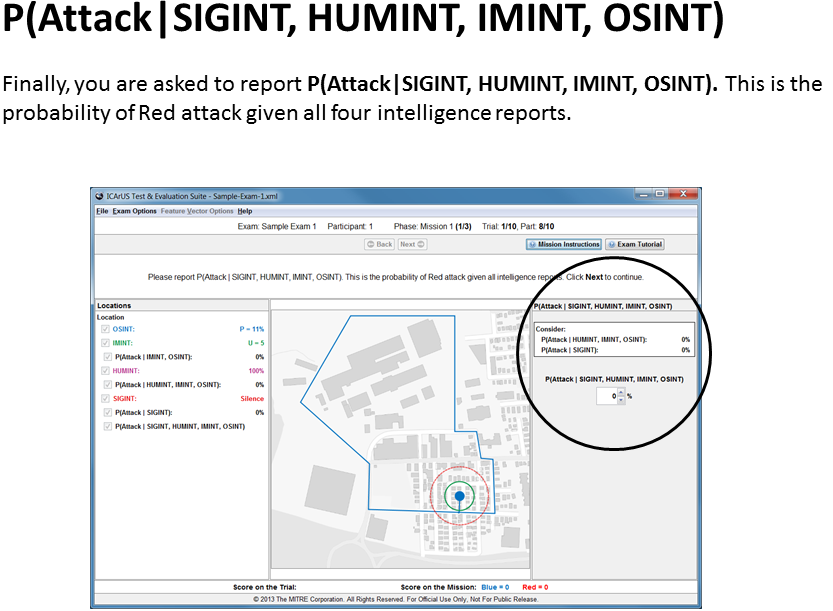 P(Attack|SIGINT, HUMINT, IMINT, OSINT)
Finally, you are asked to report P(Attack|SIGINT, HUMINT, IMINT, OSINT). This is the
probability of Red attack given all four intelligence reports.
ICArUS Test & Evaluation Suite - Sample-Exam-1.xml
File Exam Options Feature Vector Options Help
Exam: Sample Exam 1 Participant: 1 Phase: Mission 1 (1/3) Trial: 1/10, Part: 8/10
Back Next Mission Instructions Exam Tutorial
Please report P(Attack | SIGINT, HUMINT, IMINT, OSINT). This is the probability of Red attack given all intelligence reports. Click Next to continue.
Locations
Location
OSINT: P = 11%
IMINT: U = 5
P(Attack | IMINT, OSINT): 0%
HUMINT: 100%
P(Attack | HUMINT, IMINT, OSINT): 0%
SIGINT: Silence
P(Attack | SIGINT): 0%
P(Attack | SIGINT, HUMINT, IMINT, OSINT)
P(Attack | SIGINT, HUMINT, IMINT, OSINT)
Consider:
P(Attack | HUMINT, IMINT, OSINT): 0%
P(Attack | SIGINT): 0%
P(Attack | SIGINT, HUMINT, IMINT, OSINT)
0 %
Score on the Trial: Score on the Mission: Blue = 0 Red = 0
© 2013 The MITRE Corporation. All Rights Reserved. For Official Use Only, Not For Public Release.